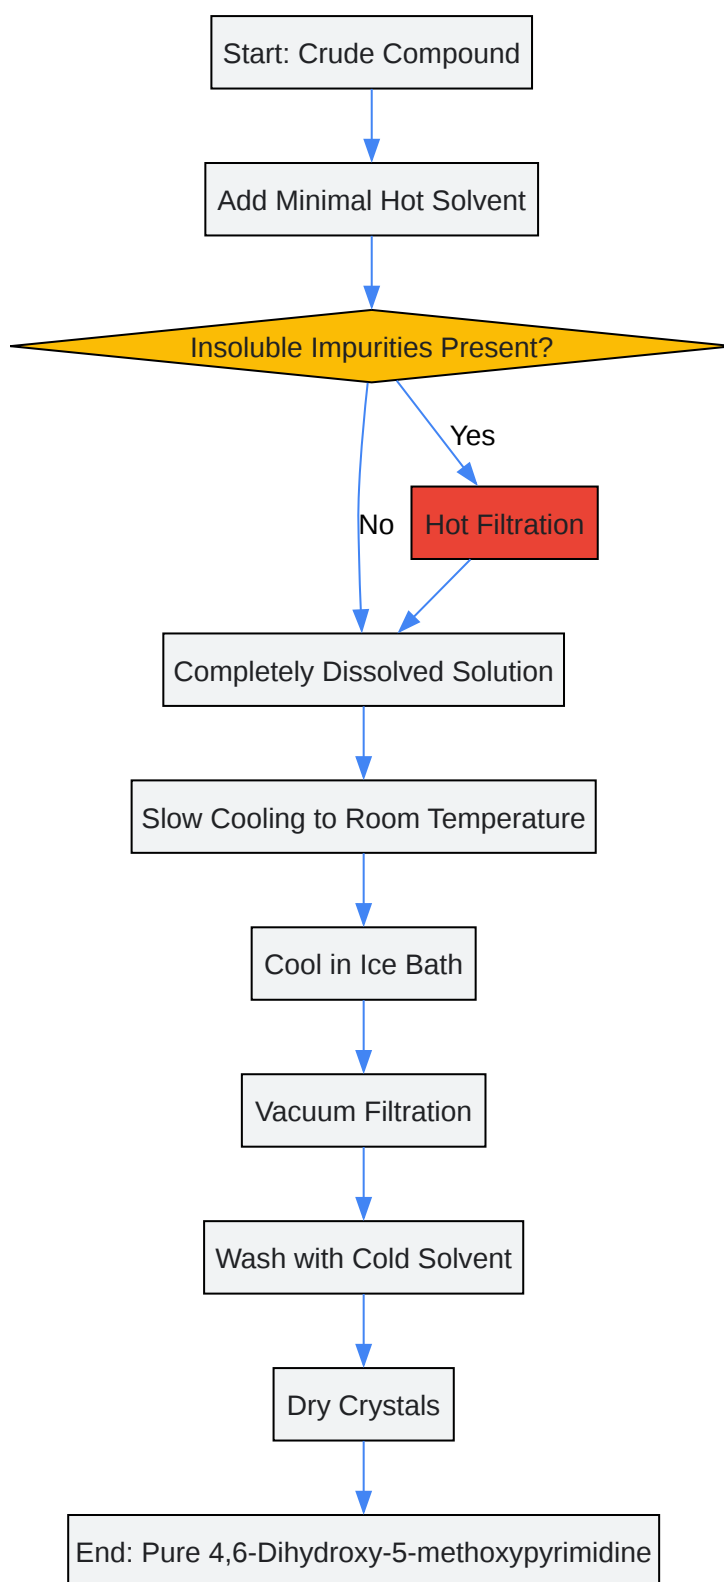 Start: Crude Compound
Add Minimal Hot Solvent
Insoluble Impurities Present?
Yes
No
Hot Filtration
Completely Dissolved Solution
Slow Cooling to Room Temperature
Cool in Ice Bath
Vacuum Filtration
Wash with Cold Solvent
Dry Crystals
End: Pure 4,6-Dihydroxy-5-methoxypyrimidine